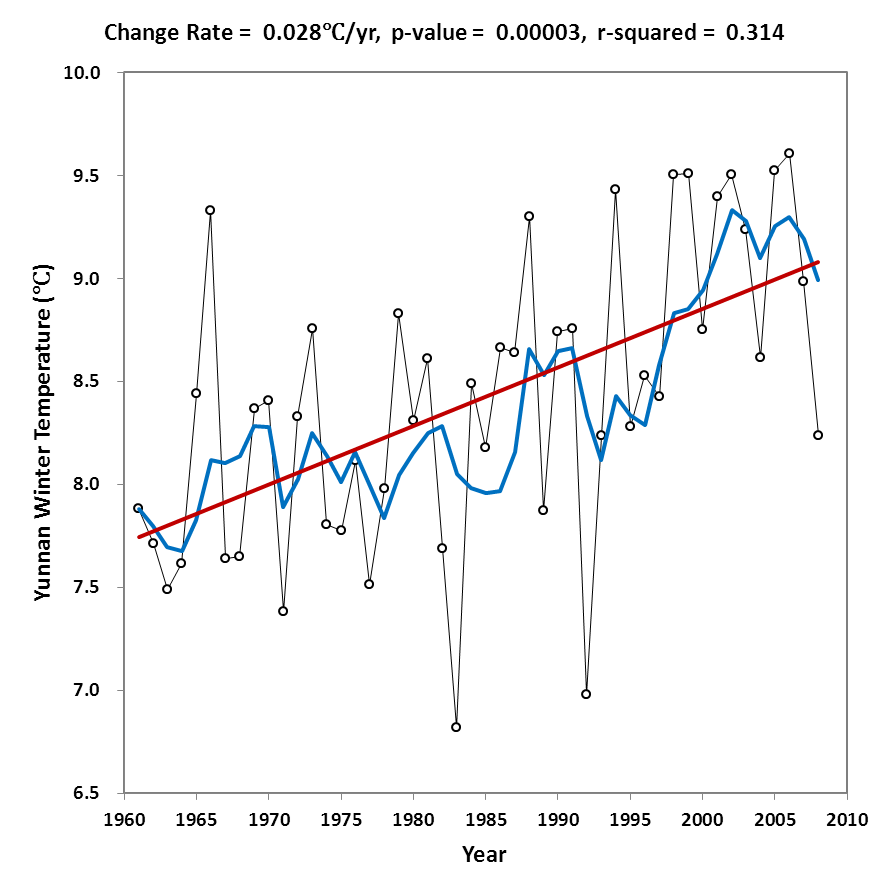 Change Rate = 0.028℃/yr, p-value = 0.00003, r-squared = 0.314
10.0
9.5
9.0
8.5
8.0
7.5
7.0
6.5
Yunnan Winter Temperature (℃)
1960 1965 1970 1975 1980 1985 1990 1995 2000 2005 2010
Year